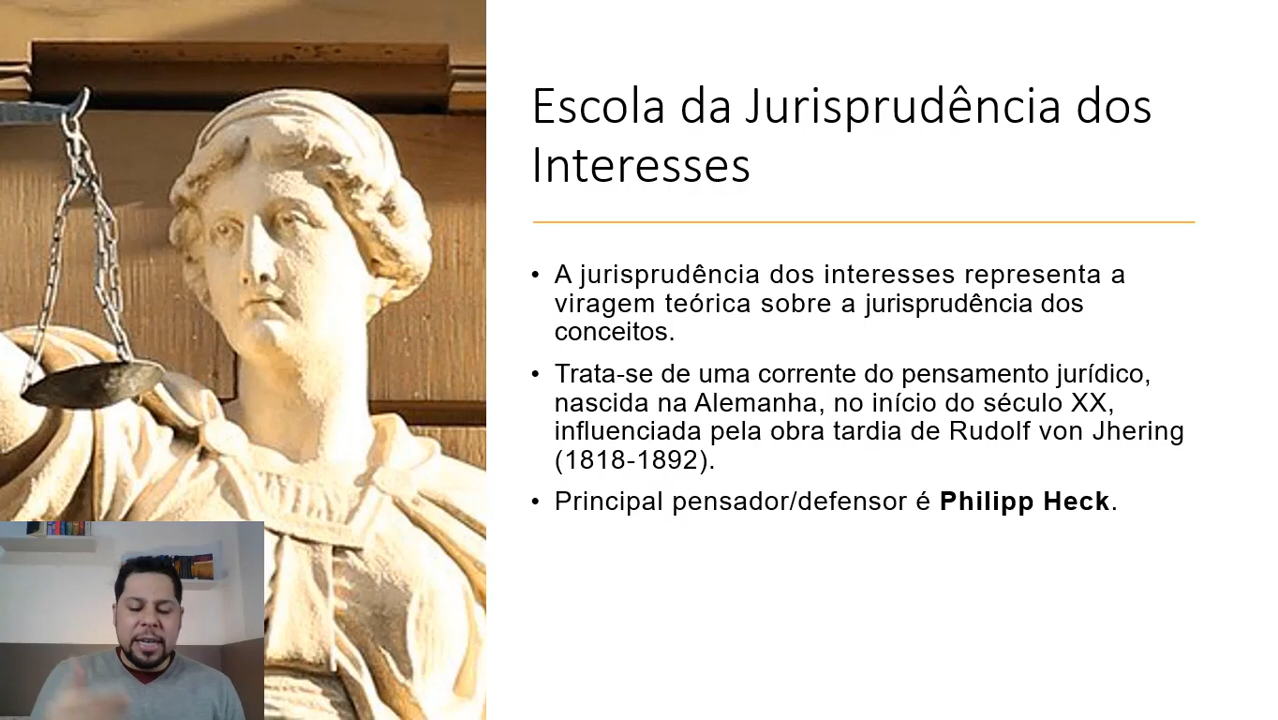 Escola da Jurisprudência dos
Interesses
• A jurisprudência dos interesses representa a
viragem teórica sobre a jurisprudência dos
conceitos.
• Trata-se de uma corrente do pensamento jurídico,
nascida na Alemanha, no início do século XX,
influenciada pela obra tardia de Rudolf von Jhering
(1818-1892).
• Principal pensador/defensor é Philipp Heck.